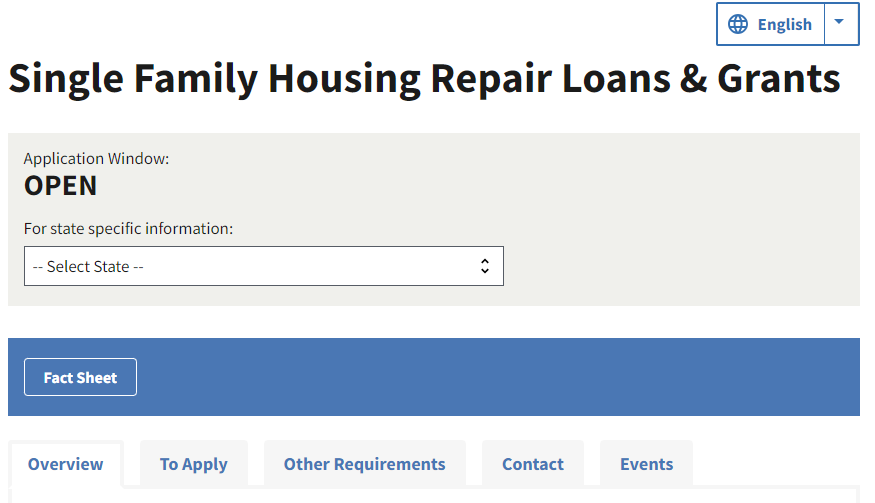 English
Single Family Housing Repair Loans & Grants
Application Window:
OPEN
For state specific information:
-- Select State --
Fact Sheet
Overview To Apply Other Requirements Contact Events